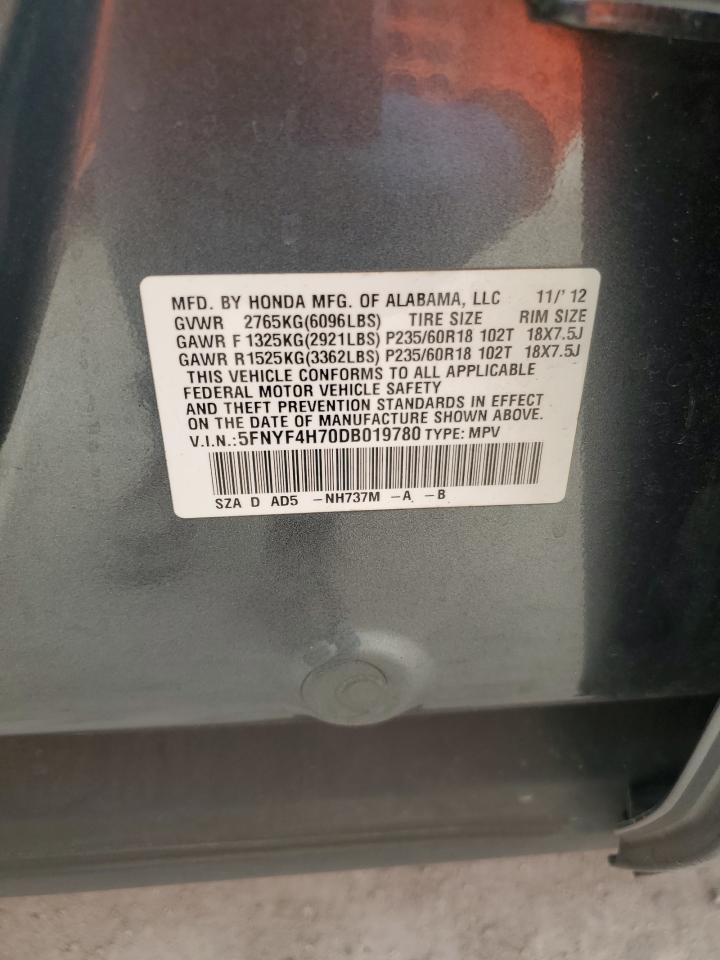 MFD. BY HONDA MFG. OF ALABAMA, LLC 11/' 12
GVWR 2765KG(6096LBS) TIRE SIZE RIM SIZE
GAWR F 1325KG(2921LBS) P235/60R18 102T 18X7.5J
GAWR R1525KG(3362LBS) P235/60R18 102T 18X7.5J
THIS VEHICLE CONFORMS TO ALL APPLICABLE
FEDERAL MOTOR VEHICLE SAFETY
AND THEFT PREVENTION STANDARDS IN EFFECT
ON THE DATE OF MANUFACTURE SHOWN ABOVE.
V.I.N.:5FNYF4H70DB019780 TYPE: MPV
SZA D AD5 -NH737M -A -B